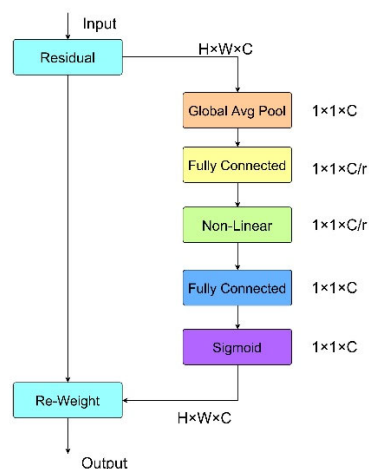 Input
Residual
H×W×C
Global Avg Pool
1×1×C
Fully Connected
1×1×C/r
Non-Linear
1×1×C/r
Fully Connected
1×1×C
Sigmoid
1×1×C
Re-Weight
H×W×C
Output